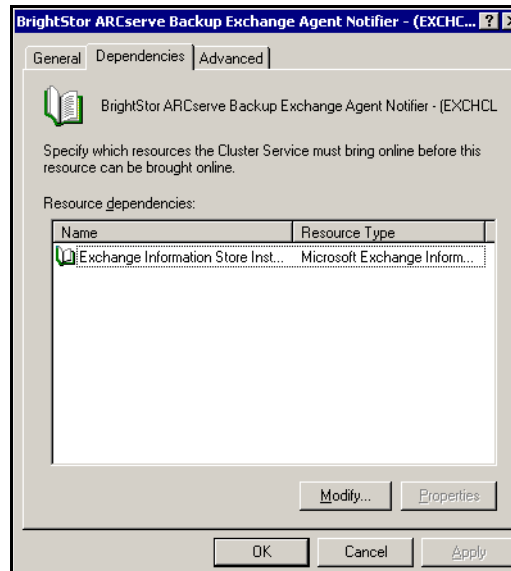 BrightStor ARCserve Backup Exchange Agent Notifier - (EXCHC... ?
General Dependencies Advanced
BrightStor ARCserve Backup Exchange Agent Notifier - (EXCHCL
Specify which resources the Cluster Service must bring online before this
resource can be brought online.
Resource dependencies:
Name Resource Type
Exchange Information Store Inst... Microsoft Exchange Inform...
Modify... Properties
OK Cancel Apply